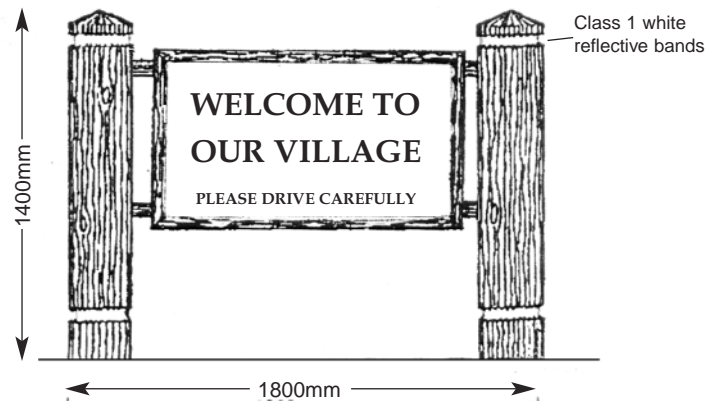 Class 1 white
reflective bands
WELCOME TO
OUR VILLAGE
PLEASE DRIVE CAREFULLY
1400mm
1800mm